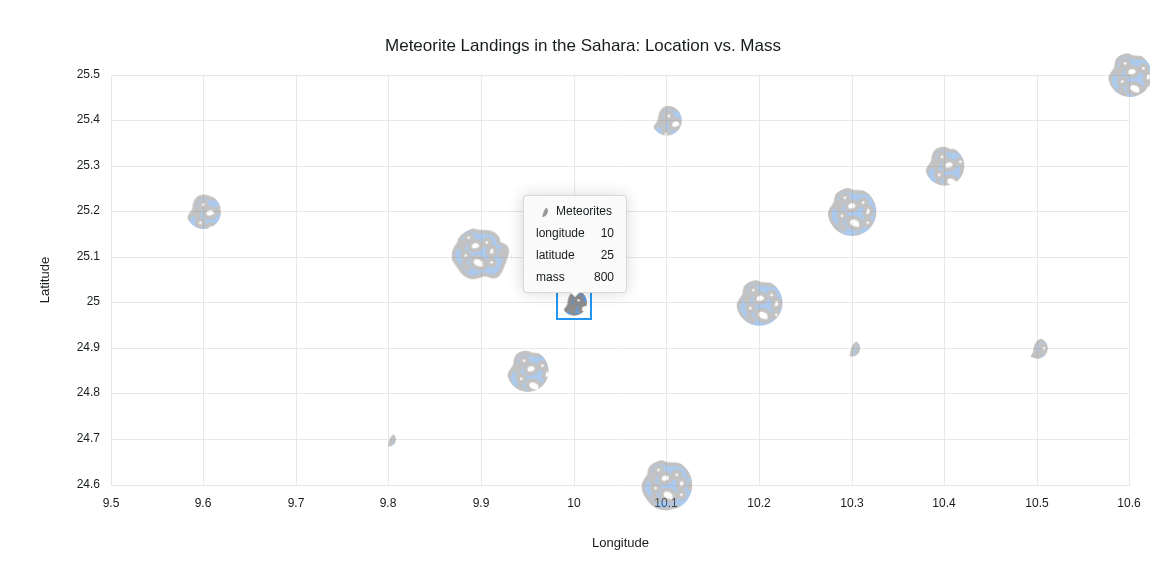 Meteorite Landings in the Sahara: Location vs. Mass
25.5
25.4
25.3
25.2
25.1
25
24.9
24.8
24.7
24.6
Latitude
Meteorites
longitude 10
latitude 25
mass 800
9.5 9.6 9.7 9.8 9.9 10 10.1 10.2 10.3 10.4 10.5 10.6
Longitude